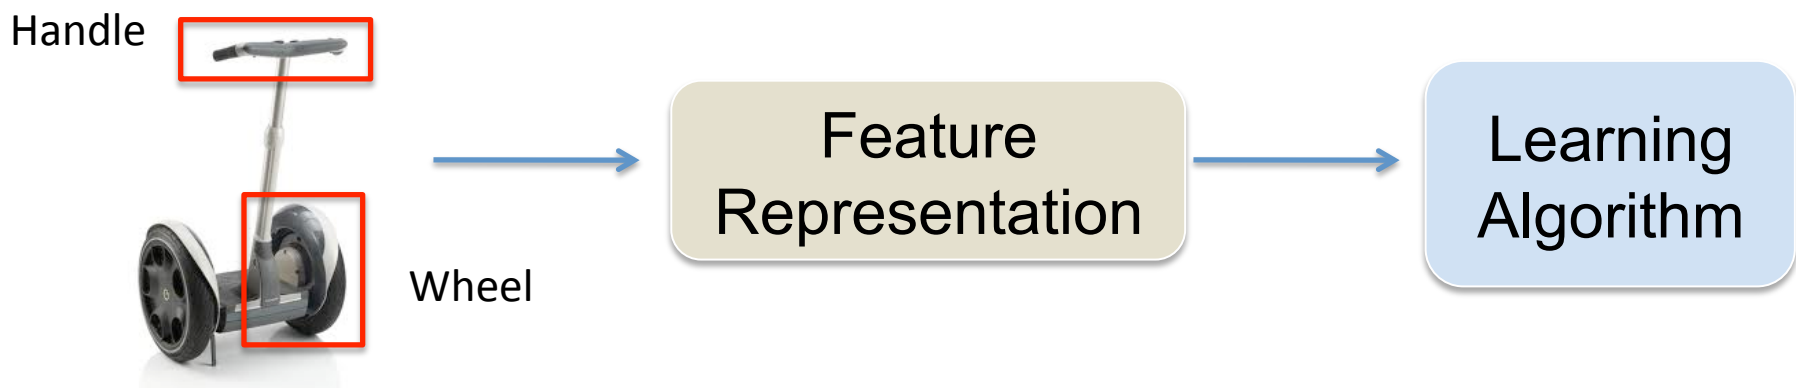 Handle
Wheel
Feature
Representation
Learning
Algorithm